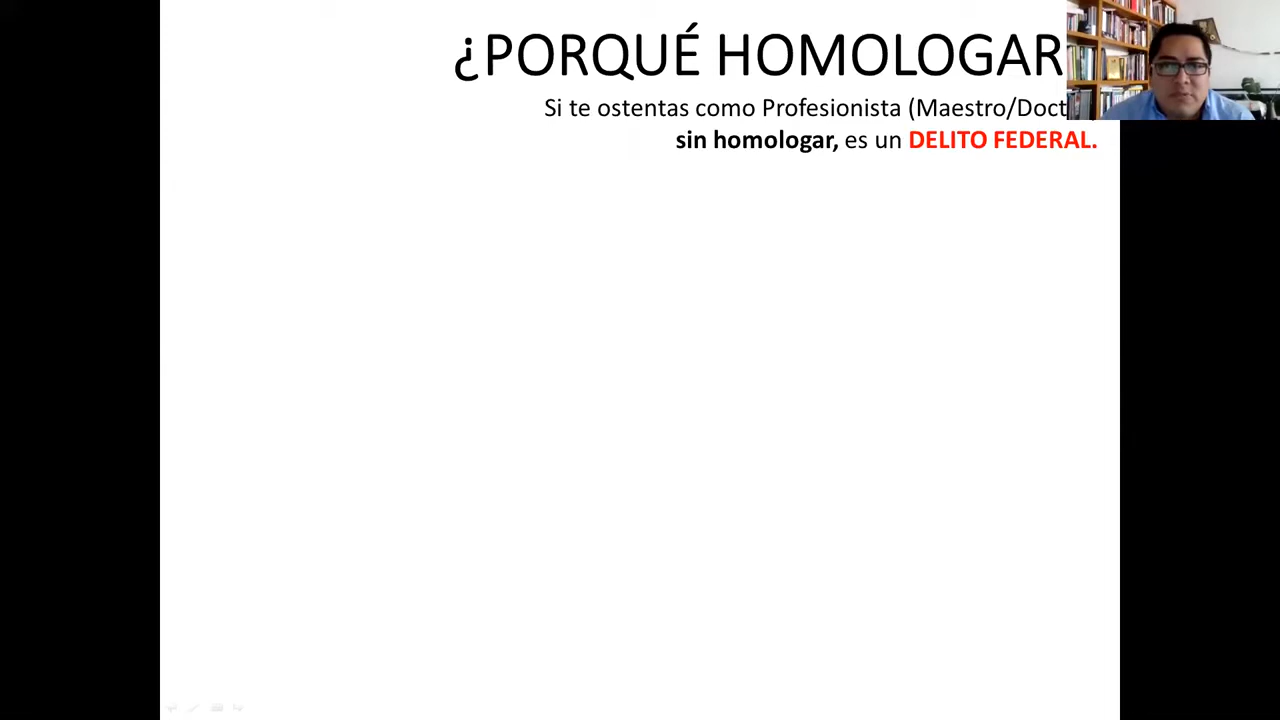 ¿PORQUÉ HOMOLOGAR
Si te ostentas como Profesionista (Maestro/Doct
sin homologar, es un DELITO FEDERAL.